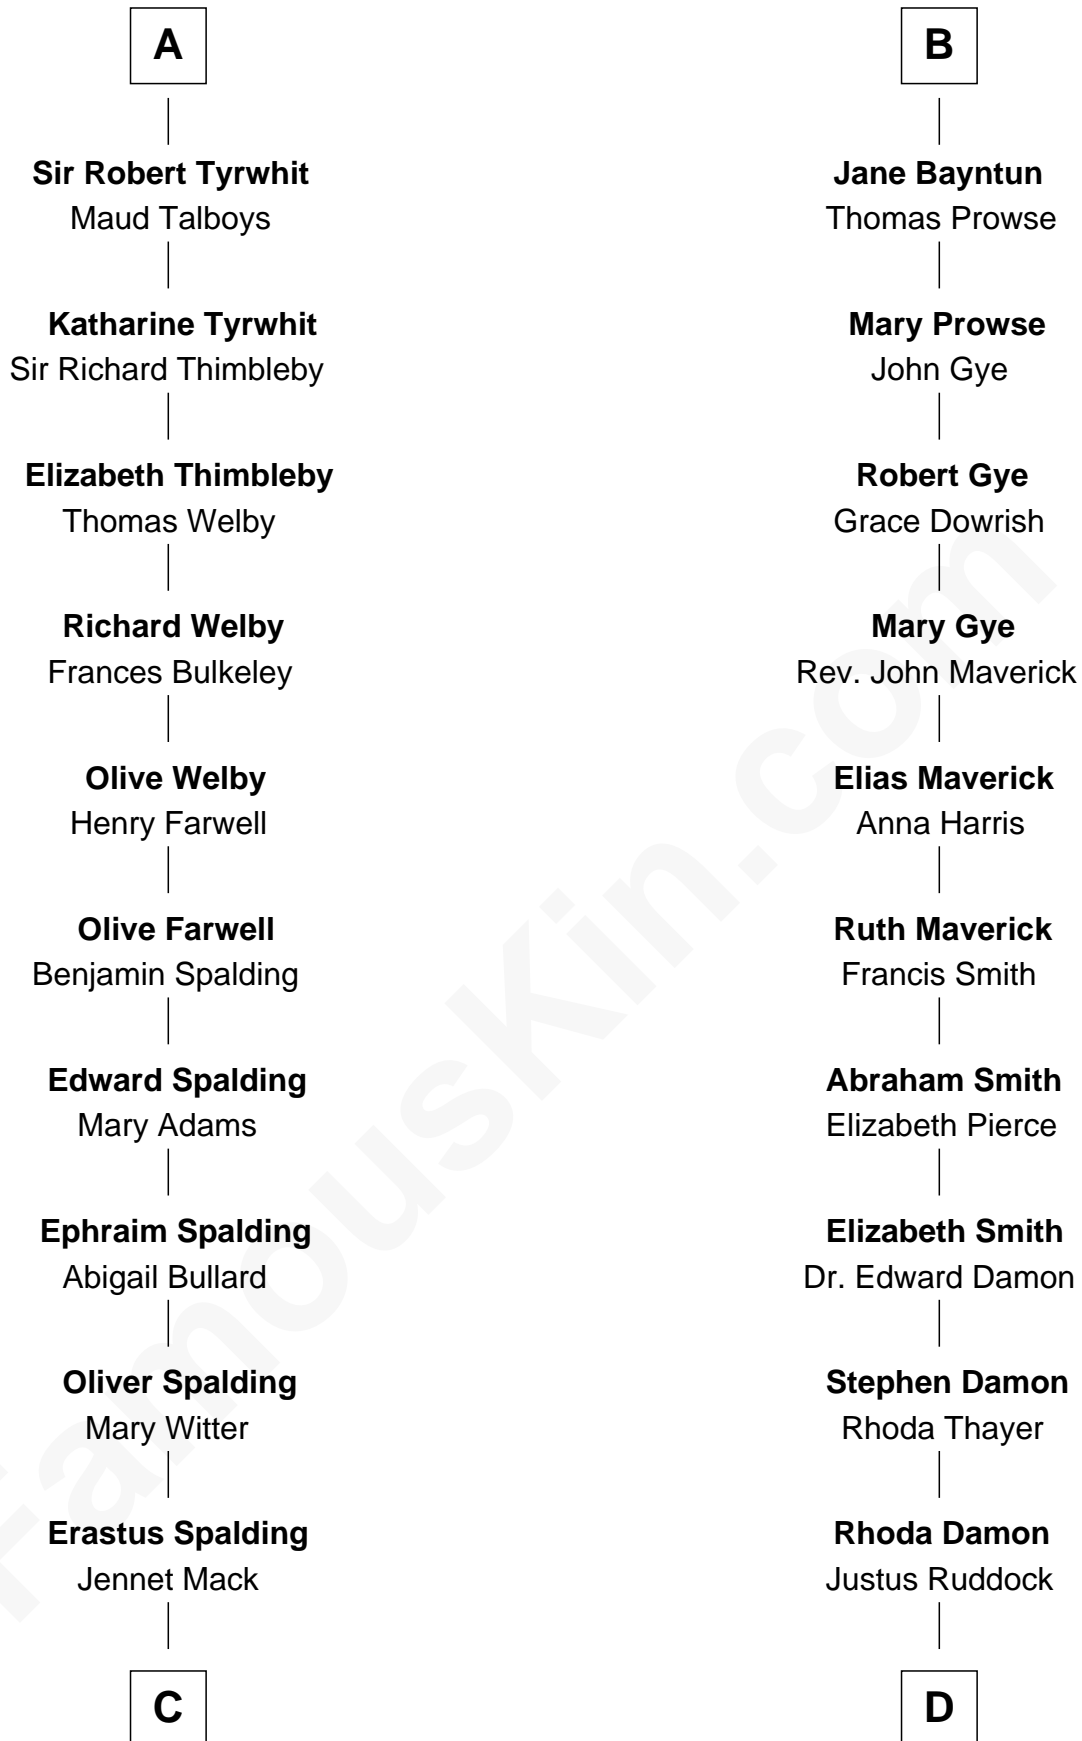 A
Sir Robert Tyrwhit
Maud Talboys
Katharine Tyrwhit
Sir Richard Thimbleby
Elizabeth Thimbleby
Thomas Welby
Richard Welby
Frances Bulkeley
Olive Welby
Henry Farwell
Olive Farwell
Benjamin Spalding
Edward Spalding
Mary Adams
Ephraim Spalding
Abigail Bullard
Oliver Spalding
Mary Witter
Erastus Spalding
Jennet Mack
C
B
Jane Bayntun
Thomas Prowse
Mary Prowse
John Gye
Robert Gye
Grace Dowrish
Mary Gye
Rev. John Maverick
Elias Maverick
Anna Harris
Ruth Maverick
Francis Smith
Abraham Smith
Elizabeth Pierce
Elizabeth Smith
Dr. Edward Damon
Stephen Damon
Rhoda Thayer
Rhoda Damon
Justus Ruddock
D
FamousKin.com